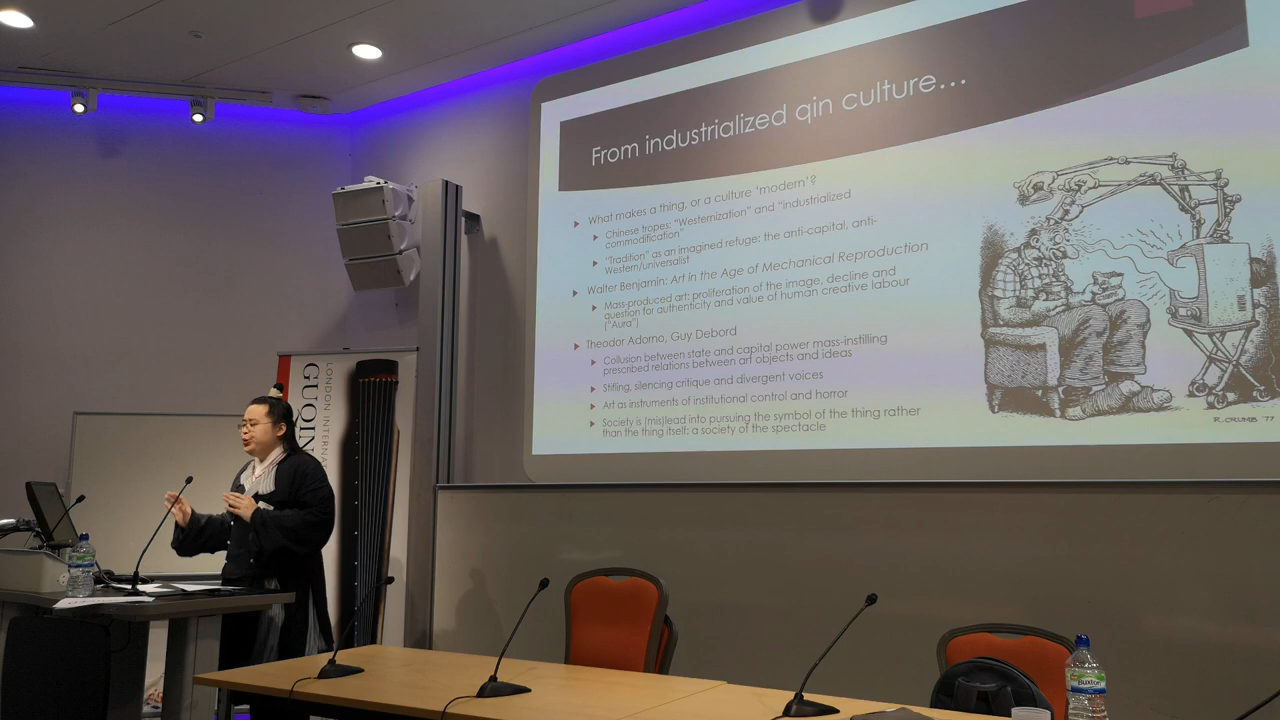 From industrialized qin culture…
What makes a thing, or a culture 'modern'?
Chinese tropes: "Westernization" and "industrialized
commodification"
"Tradition" as an imagined refuge: the anti-capital, anti-
Western/universalist
Walter Benjamin: Art in the Age of Mechanical Reproduction
Mass-produced art: proliferation of the image, decline and
question for authenticity and value of human creative labour
("Aura")
Theodor Adorno, Guy Debord
Collusion between state and capital power mass-instilling
prescribed relations between art objects and ideas
Stifling, silencing critique and divergent voices
Art as instruments of institutional control and horror
Society is (mis)lead into pursuing the symbol of the thing rather
than the thing itself: a society of the spectacle
R. CRUMB '77
LONDON INTERNAT
GUQIN
Buxton